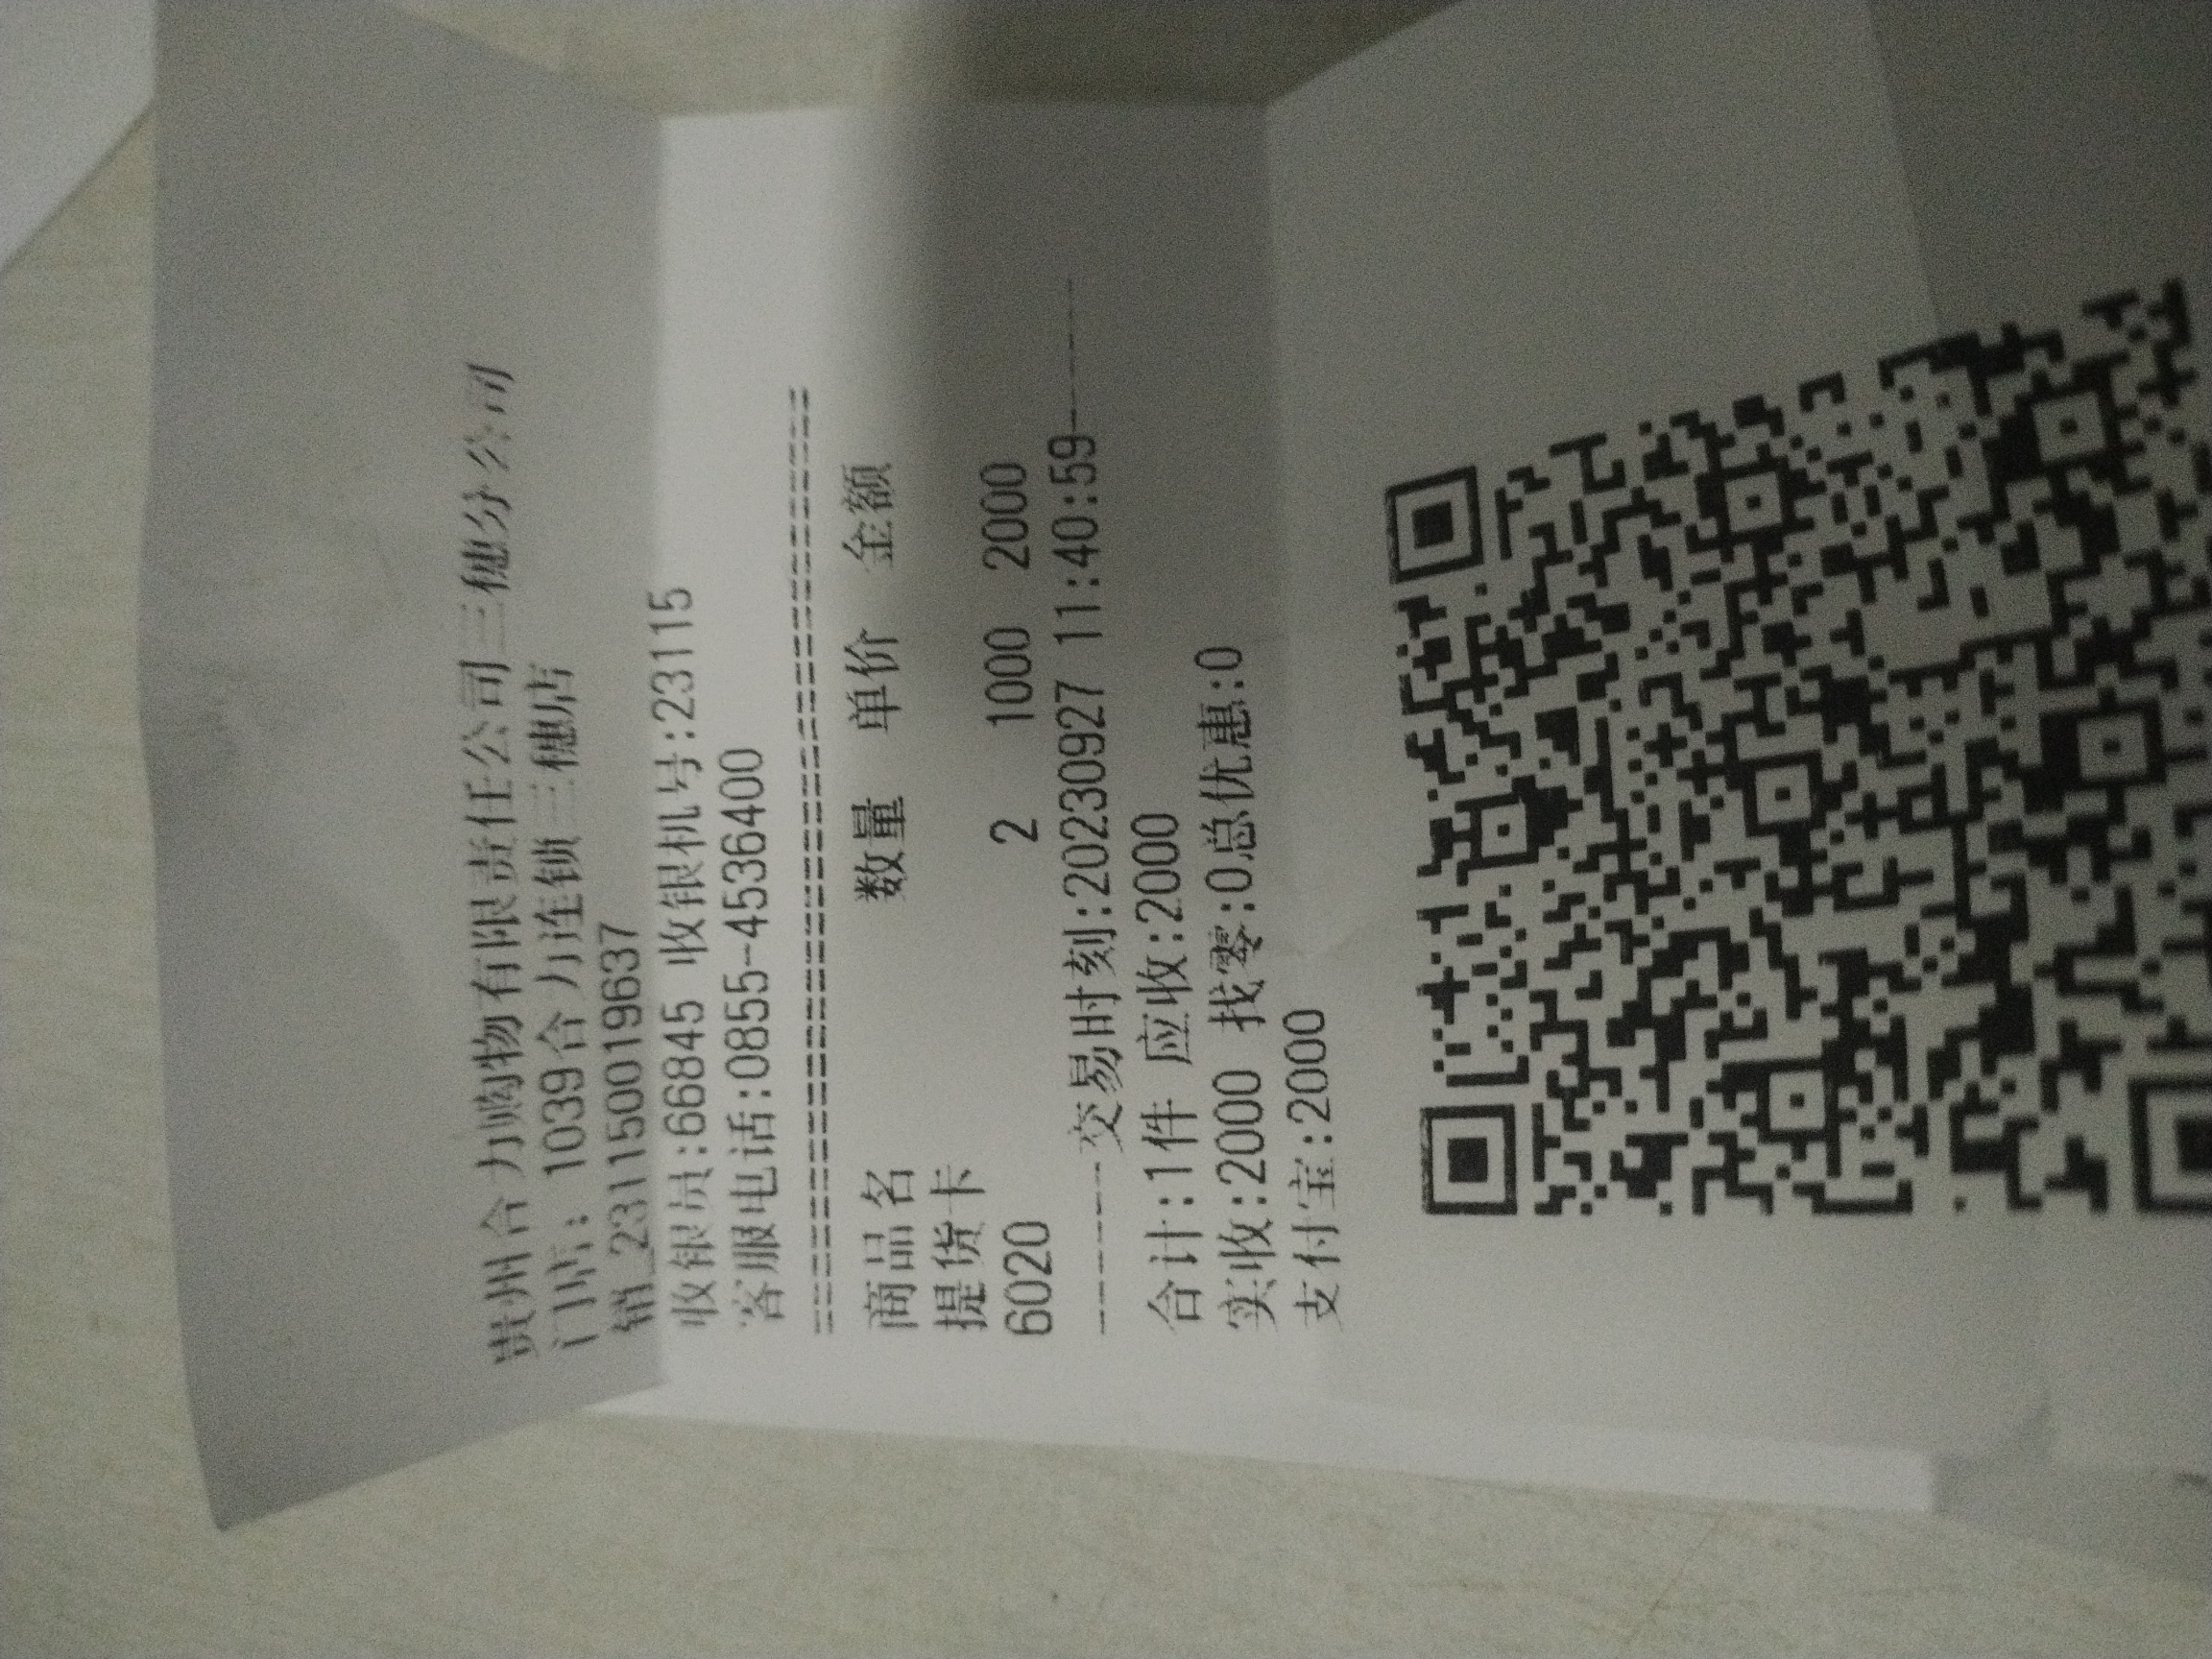 贵州合力购物有限责任公司三穗分公司
门店: 1039合力连锁三穗店
销_2311500019637
收银员:66845 收银机号:23115
客服电话:0855-4536400
========================================
商品名 数量 单价 金额
提货卡
6020 2 1000 2000
-------交易时刻:20230927 11:40:59-------
合计:1件 应收:2000
实收:2000 找零:0总优惠:0
支付宝:2000